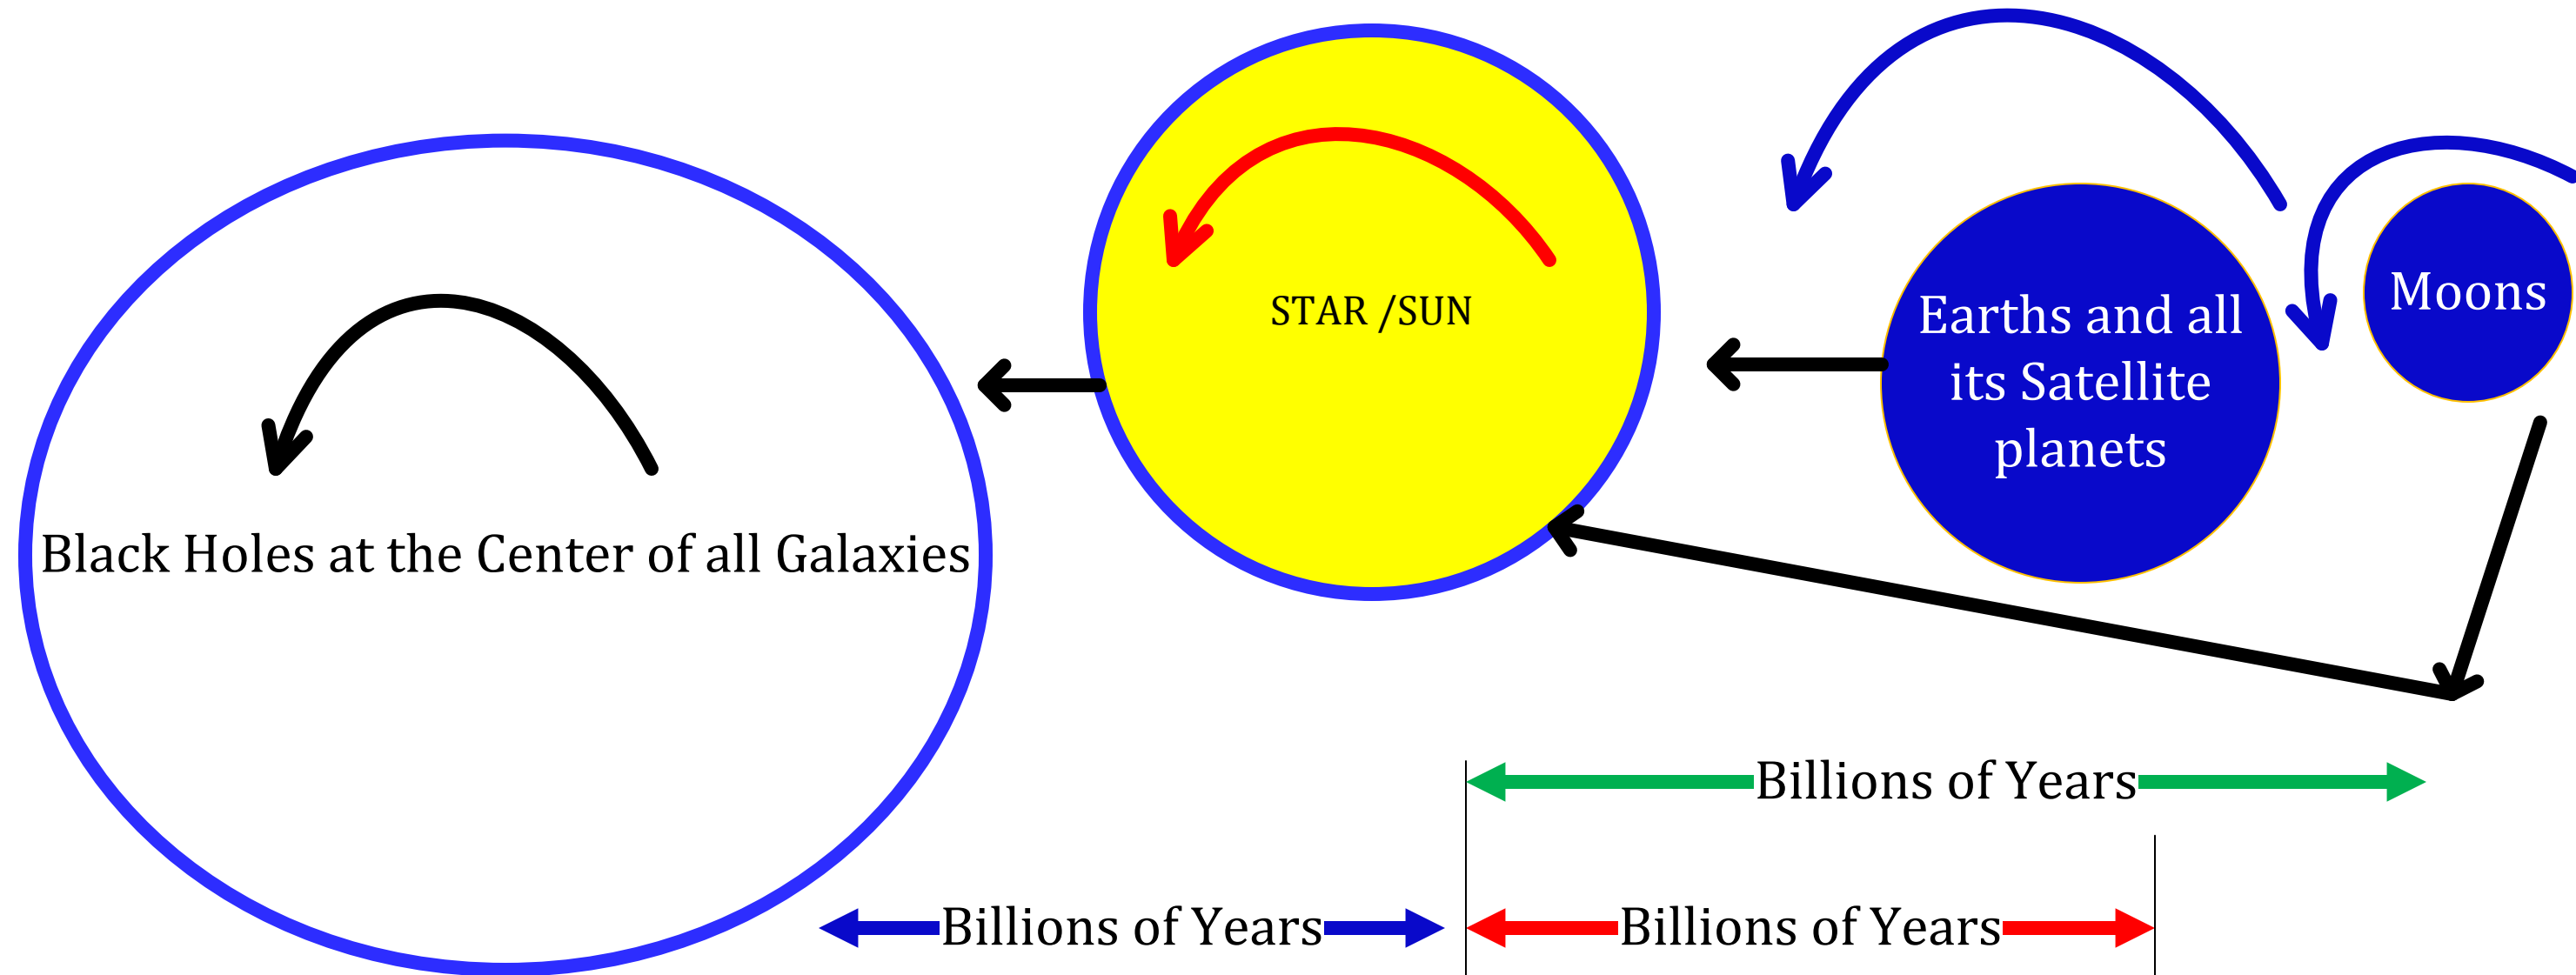 STAR /SUN
Earths and all
its Satellite
planets
Moons
Black Holes at the Center of all Galaxies
Billions of Years
Billions of Years
Billions of Years